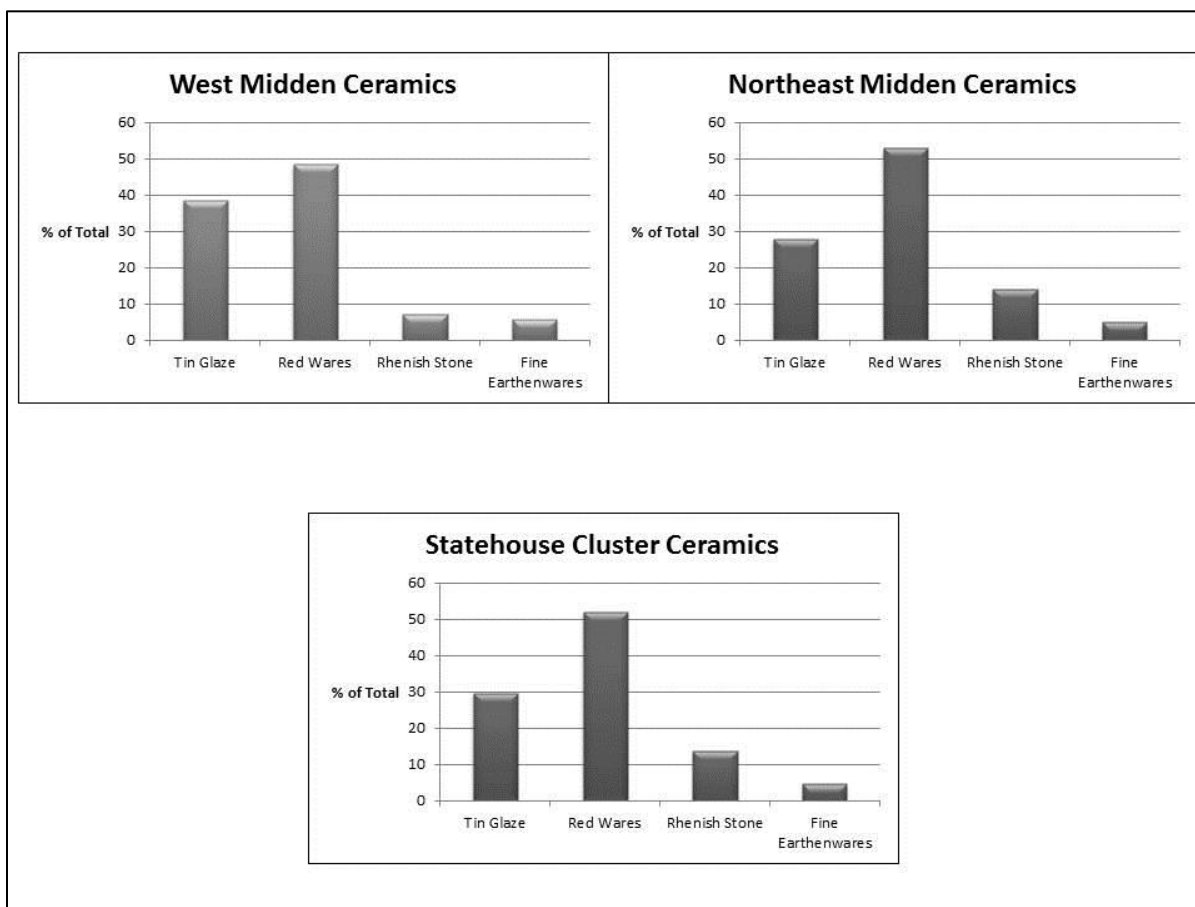 West Midden Ceramics
60
50
40
% of Total 30
20
10
0
Tin Glaze Red Wares Rhenish Stone Fine
Earthenwares
Northeast Midden Ceramics
60
50
40
% of Total 30
20
10
0
Tin Glaze Red Wares Rhenish Stone Fine
Earthenwares
Statehouse Cluster Ceramics
60
50
40
% of Total 30
20
10
0
Tin Glaze Red Wares Rhenish Stone Fine
Earthenwares